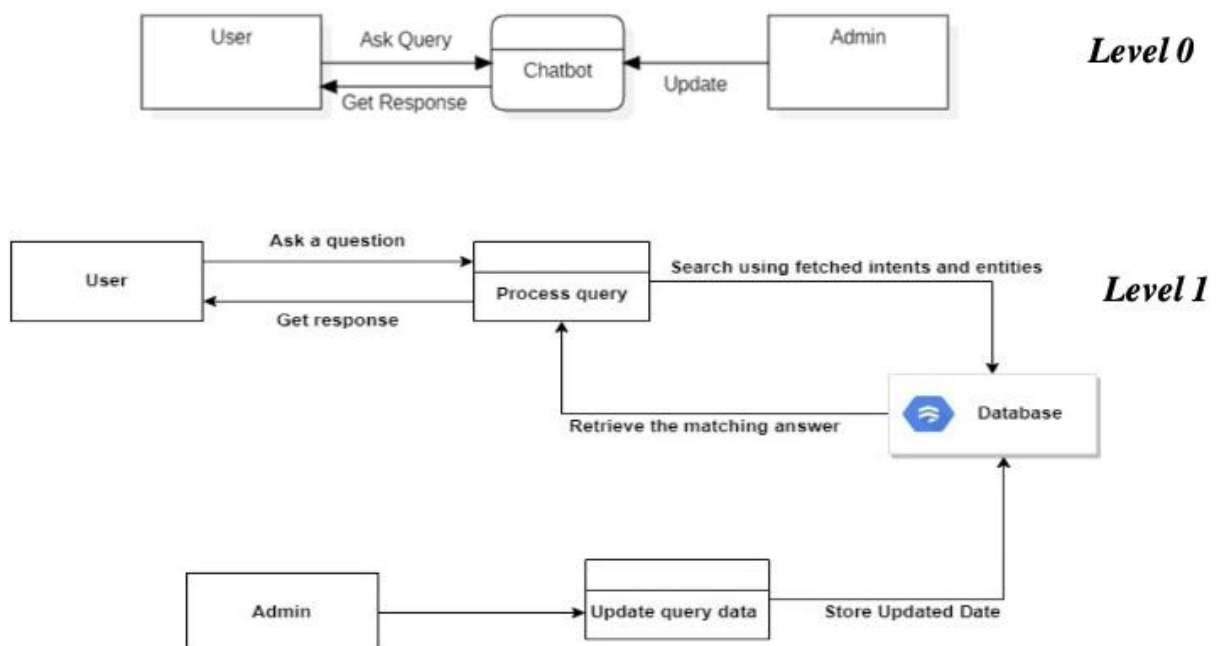 User
Ask Query
Chatbot
Get Response
Update
Admin
Level 0
User
Ask a question
Get response
Process query
Search using fetched intents and entities
Level 1
Database
Retrieve the matching answer
Admin
Update query data
Store Updated Date